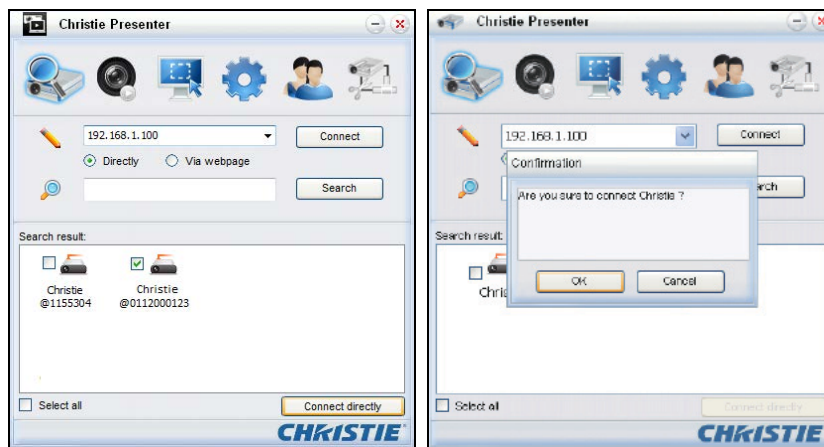 Christie Presenter
192.168.1.100
Connect
Directly
Via webpage
Search
Search result:
Christie
@1155304
Christie
@0112000123
Select all
Connect directly
CHRISTIE
Christie Presenter
192.168.1.100
Connect
Confirmation
Are you sure to connect Christie ?
arch
OK
Cancel
Search result:
Chris
Select all
Connect directly
CHRISTIE